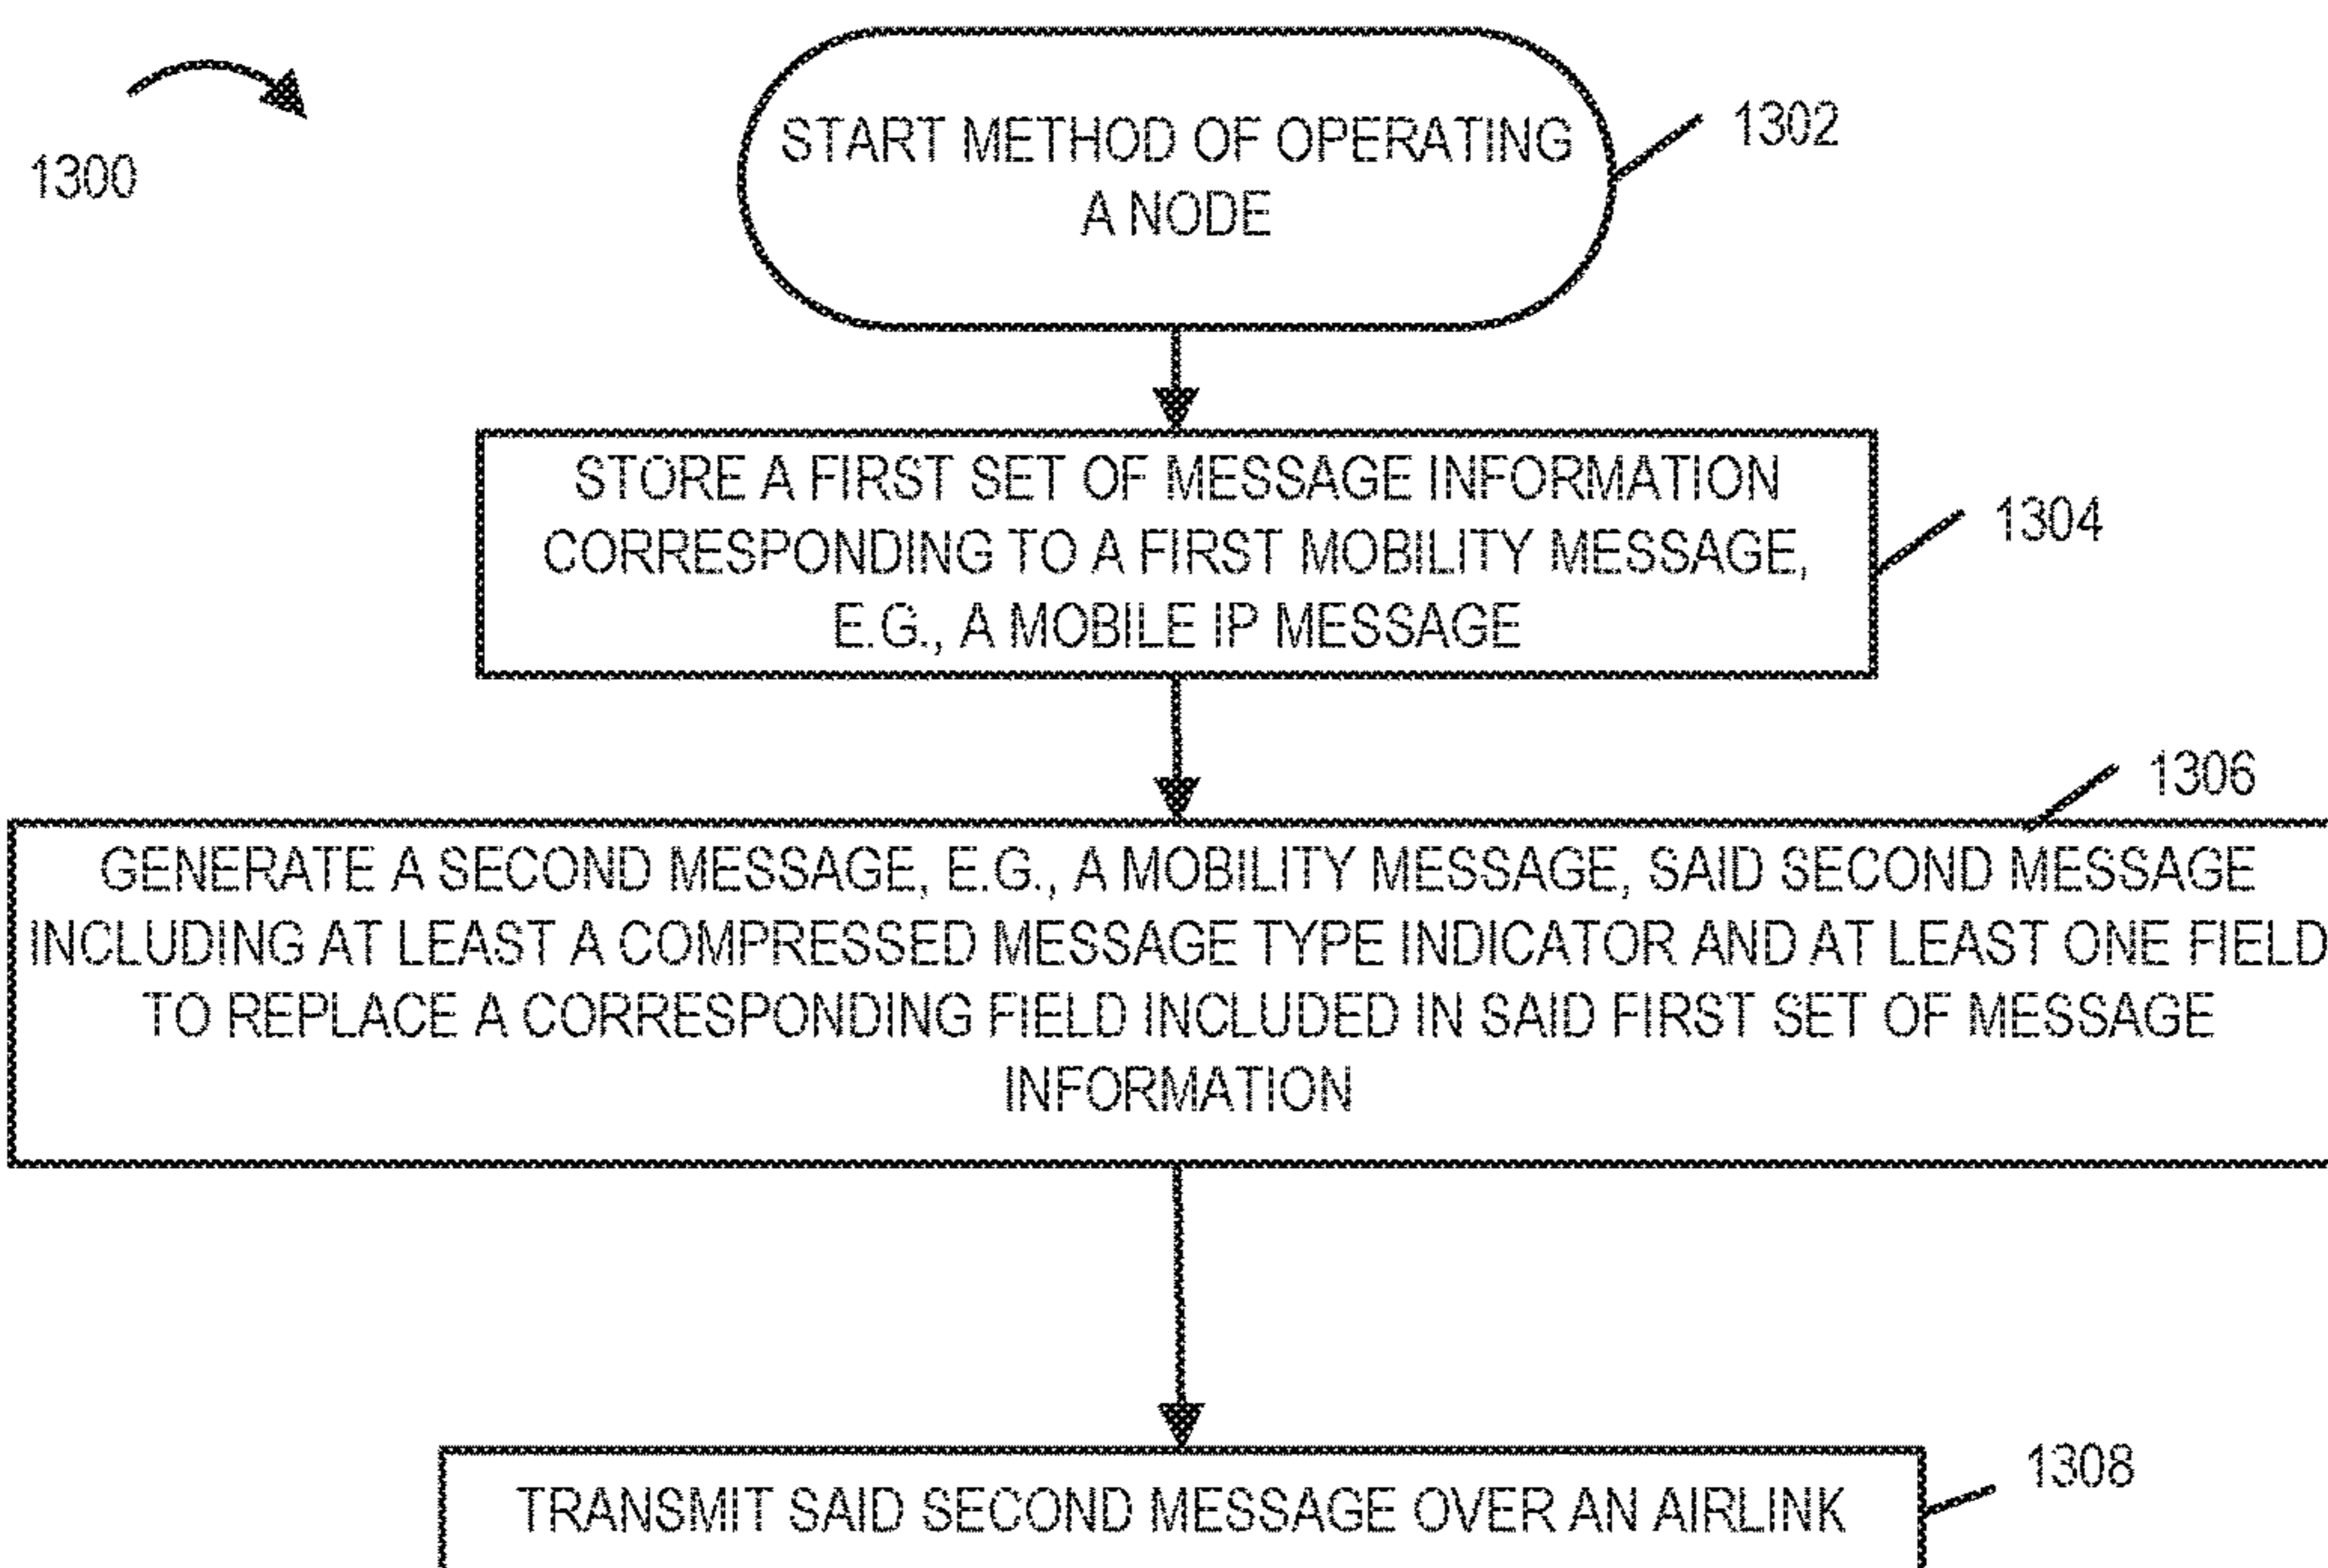 START METHOD OF OPERATING
A NODE
1302
1300
STORE A FIRST SET OF MESSAGE INFORMATION
CORRESPONDING TO A FIRST MOBILITY MESSAGE,
E.G., A MOBILE IP MESSAGE
1304
1306
GENERATE A SECOND MESSAGE, E.G., A MOBILITY MESSAGE, SAID SECOND MESSAGE
INCLUDING AT LEAST A COMPRESSED MESSAGE TYPE INDICATOR AND AT LEAST ONE FIELD
TO REPLACE A CORRESPONDING FIELD INCLUDED IN SAID FIRST SET OF MESSAGE
INFORMATION
1308
TRANSMIT SAID SECOND MESSAGE OVER AN AIRLINK